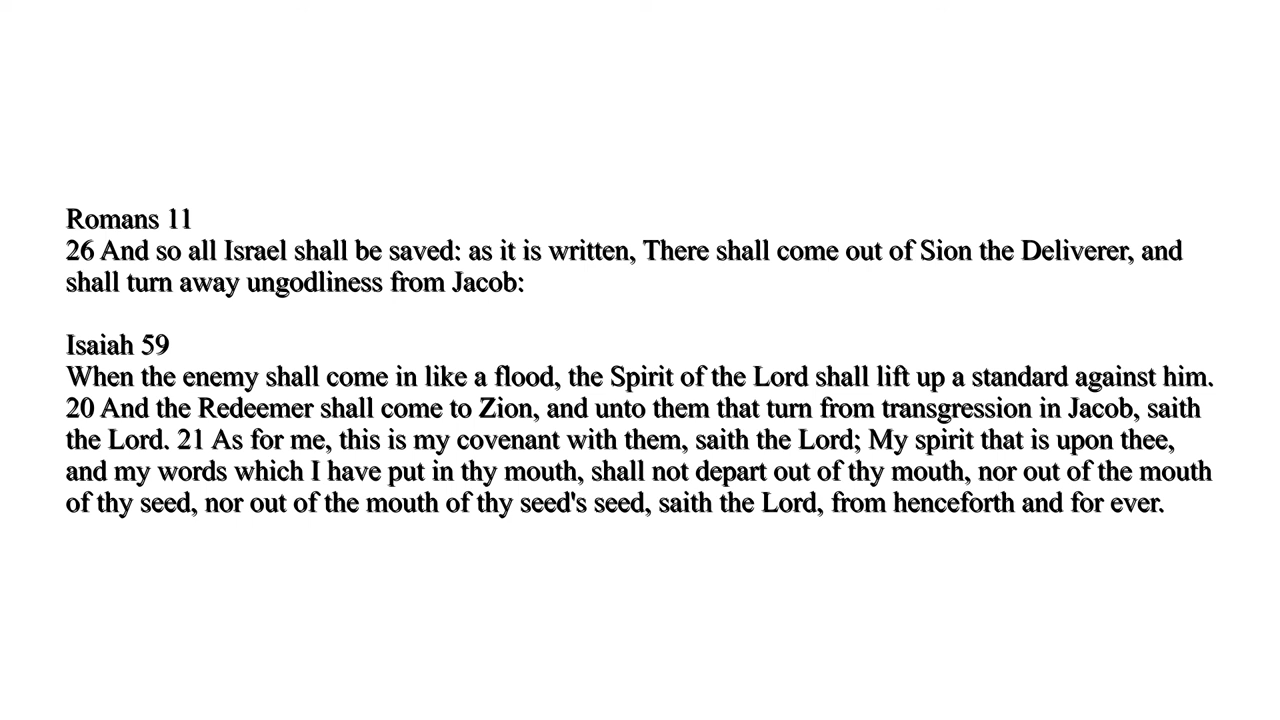 Romans 11
26 And so all Israel shall be saved: as it is written, There shall come out of Sion the Deliverer, and
shall turn away ungodliness from Jacob:
Isaiah 59
When the enemy shall come in like a flood, the Spirit of the Lord shall lift up a standard against him.
20 And the Redeemer shall come to Zion, and unto them that turn from transgression in Jacob, saith
the Lord. 21 As for me, this is my covenant with them, saith the Lord; My spirit that is upon thee,
and my words which I have put in thy mouth, shall not depart out of thy mouth, nor out of the mouth
of thy seed, nor out of the mouth of thy seed's seed, saith the Lord, from henceforth and for ever.